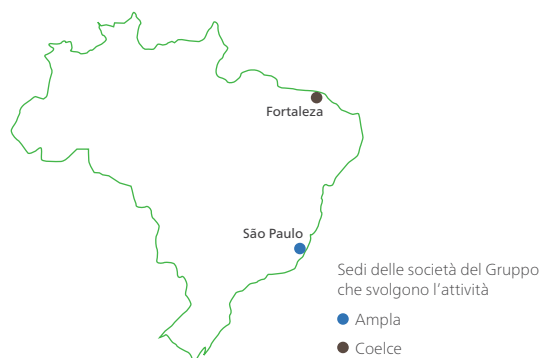 Fortaleza
São Paulo
Sedi delle società del Gruppo
che svolgono l'attività
Ampla
Coelce